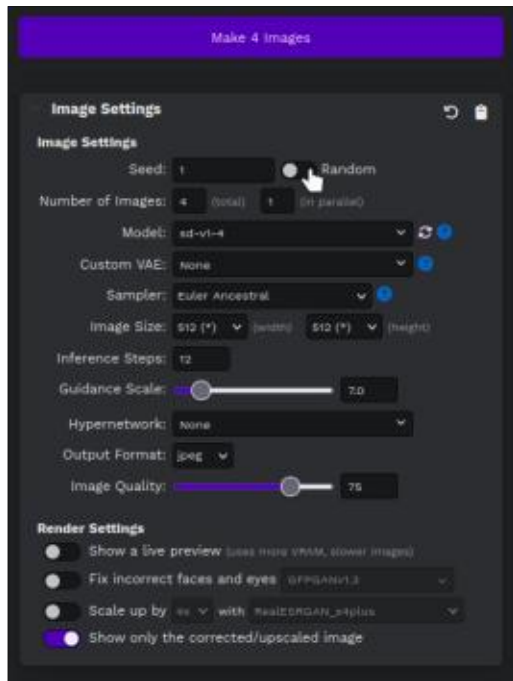 Make 4 Images
Image Settings
Image Settings
Seed: 1 Random
Number of Images: 4 (total) 1 (in parallel)
Model: sd-v1-4
Custom VAE: None
Sampler: Euler Ancestral
Image Size: 512 (*) (width) 512 (*) (height)
Inference Steps: 12
Guidance Scale: 7.0
Hypernetwork: None
Output Format: jpeg
Image Quality: 75
Render Settings
Show a live preview (uses more VRAM, slower images)
Fix incorrect faces and eyes GFPGANv1.3
Scale up by 4x with RealESRGAN_x4plus
Show only the corrected/upscaled image